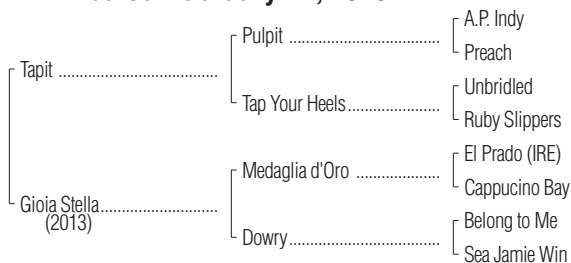 Pulpit
A.P. Indy
Preach
Tapit
Tap Your Heels
Unbridled
Ruby Slippers
Medaglia d'Oro
El Prado (IRE)
Cappucino Bay
Gioia Stella
(2013)
Dowry
Belong to Me
Sea Jamie Win